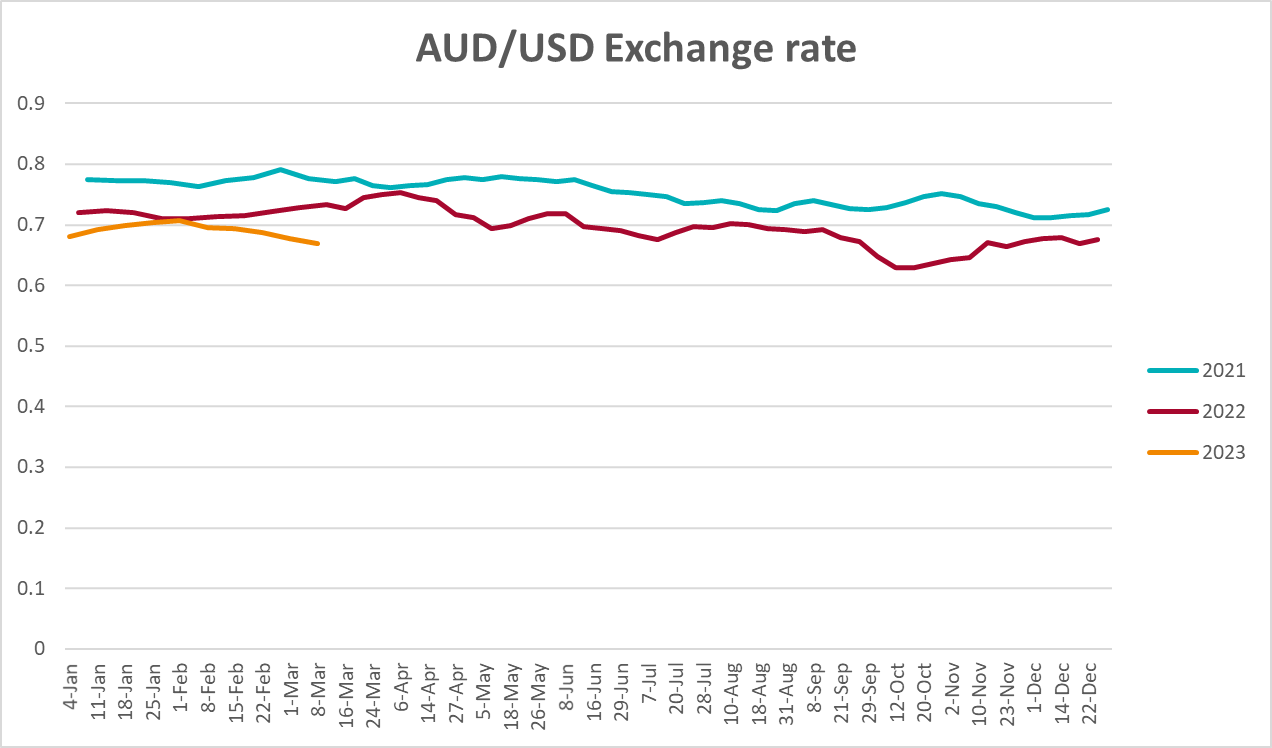 AUD/USD Exchange rate
0.9
0.8
0.7
0.6
0.5
0.4
0.3
0.2
0.1
0
4-Jan
11-Jan
18-Jan
25-Jan
1-Feb
8-Feb
15-Feb
22-Feb
1-Mar
8-Mar
16-Mar
24-Mar
6-Apr
14-Apr
27-Apr
5-May
18-May
26-May
8-Jun
16-Jun
29-Jun
7-Jul
20-Jul
28-Jul
10-Aug
18-Aug
31-Aug
8-Sep
21-Sep
29-Sep
12-Oct
20-Oct
2-Nov
10-Nov
23-Nov
1-Dec
14-Dec
22-Dec
2021
2022
2023